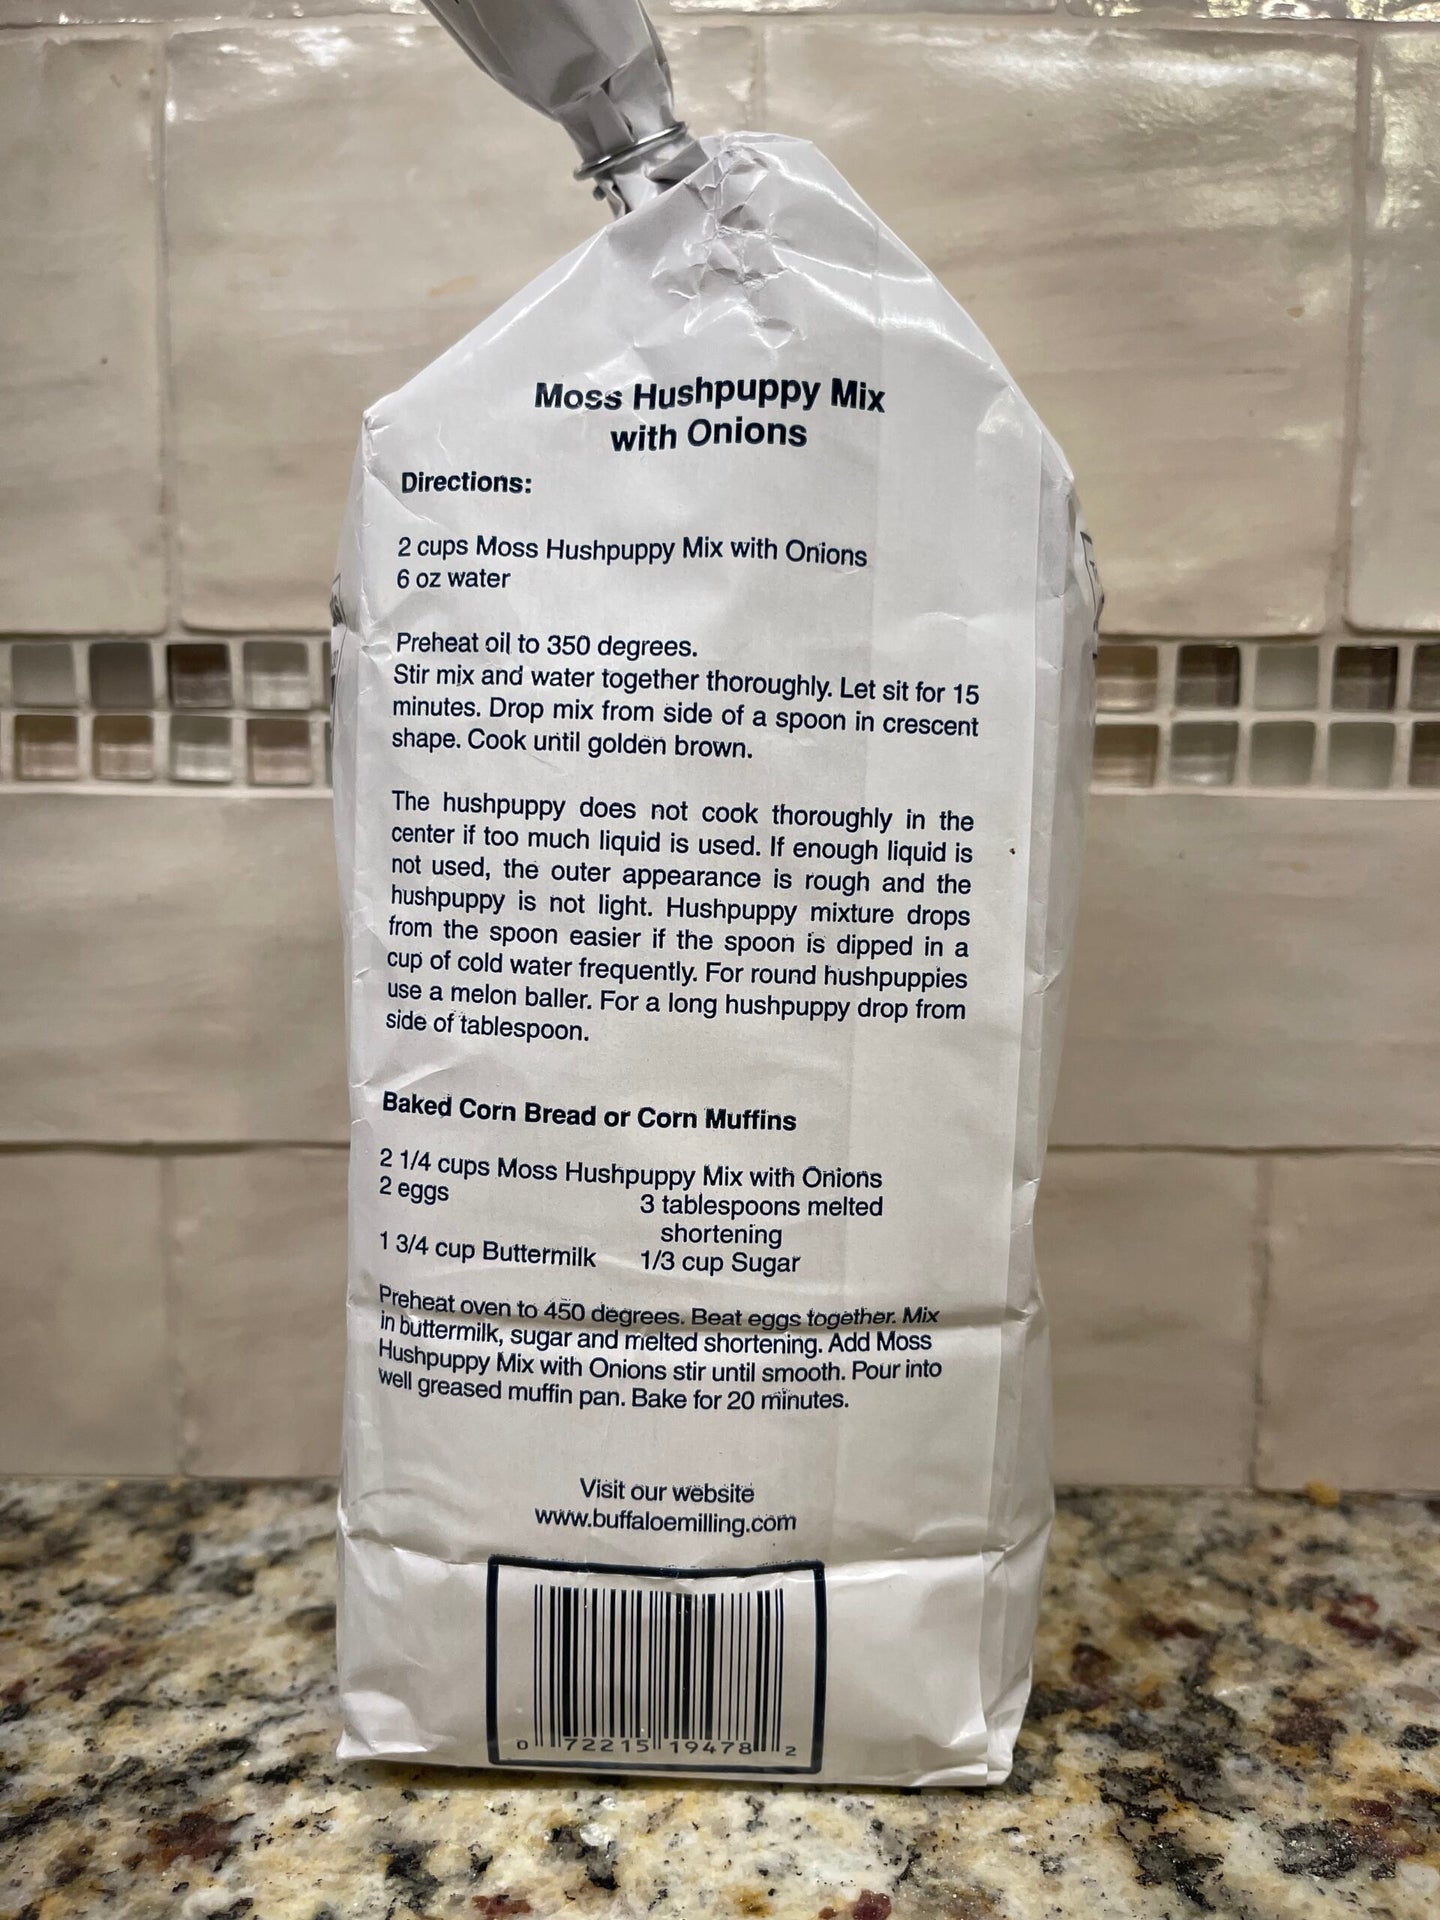 Moss Hushpuppy Mix
with Onions
Directions:
2 cups Moss Hushpuppy Mix with Onions
6 oz water
Preheat oil to 350 degrees.
Stir mix and water together thoroughly. Let sit for 15
minutes. Drop mix from side of a spoon in crescent
shape. Cook until golden brown.
The hushpuppy does not cook thoroughly in the
center if too much liquid is used. If enough liquid is
not used, the outer appearance is rough and the
hushpuppy is not light. Hushpuppy mixture drops
from the spoon easier if the spoon is dipped in a
cup of cold water frequently. For round hushpuppies
use a melon baller. For a long hushpuppy drop from
side of tablespoon.
Baked Corn Bread or Corn Muffins
2 1/4 cups Moss Hushpuppy Mix with Onions
2 eggs 3 tablespoons melted
shortening
1 3/4 cup Buttermilk 1/3 cup Sugar
Preheat oven to 450 degrees. Beat eggs together. Mix
in buttermilk, sugar and melted shortening. Add Moss
Hushpuppy Mix with Onions stir until smooth. Pour into
well greased muffin pan. Bake for 20 minutes.
Visit our website
www.buffaloemilling.com
0 72215 19478 2